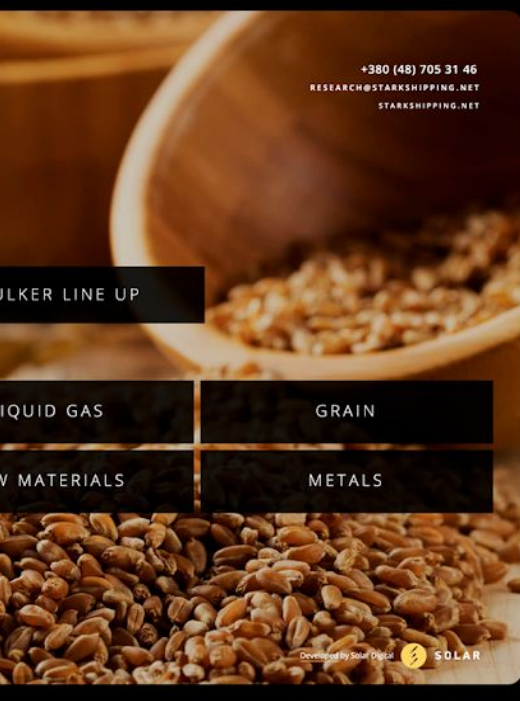 +380 (48) 705 31 46
RESEARCH@STARKSHIPPING.NET
STARKSHIPPING.NET
ULKER LINE UP
IQUID GAS
GRAIN
W MATERIALS
METALS
Developed by Solar Digital SOLAR